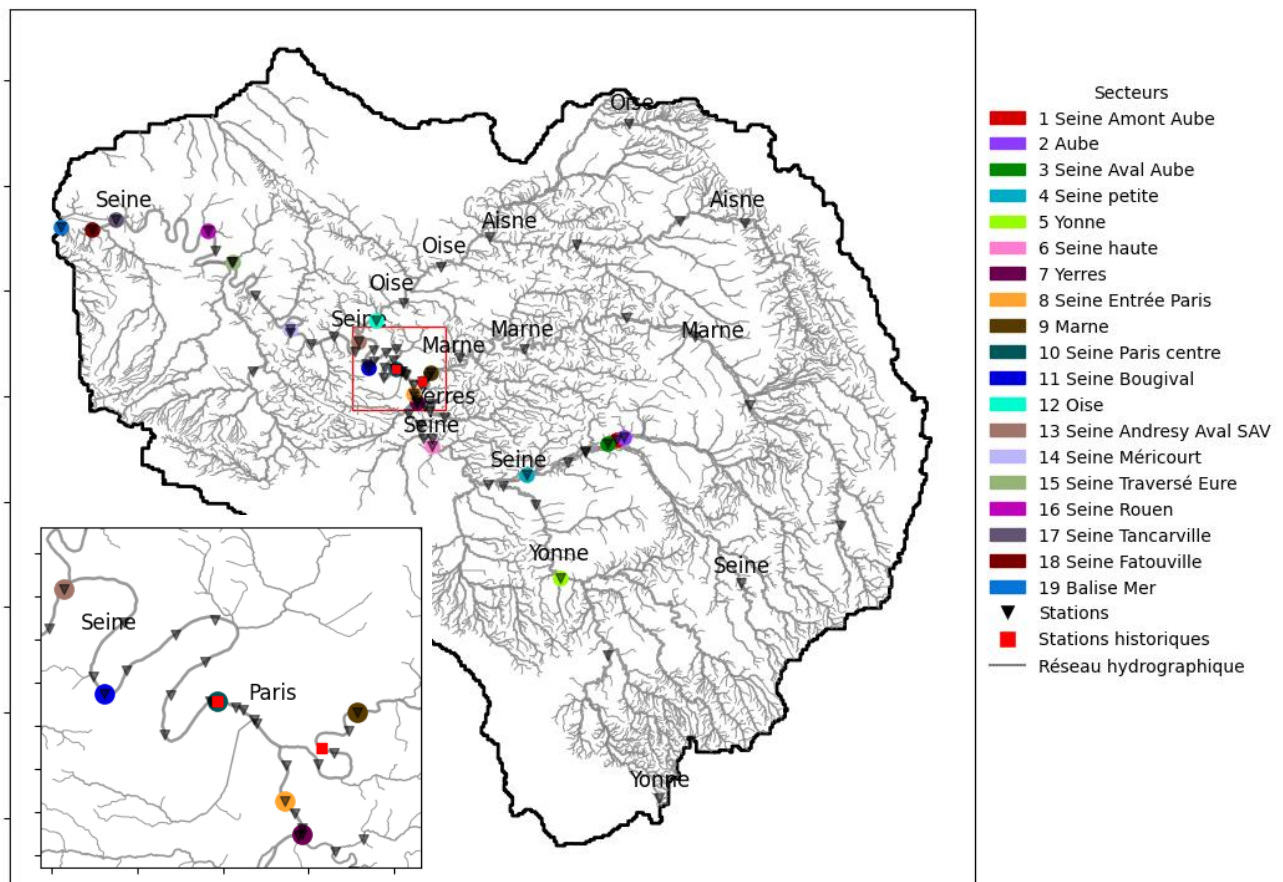 Oise
Seine
Aisne
Aisne
Oise
Oise
Seine
Marne
Marne
Marne
Yerres
Seine
Seine
Yonne
Seine
Yonne
Seine
Paris
Secteurs
1 Seine Amont Aube
2 Aube
3 Seine Aval Aube
4 Seine petite
5 Yonne
6 Seine haute
7 Yerres
8 Seine Entrée Paris
9 Marne
10 Seine Paris centre
11 Seine Bougival
12 Oise
13 Seine Andresy Aval SAV
14 Seine Méricourt
15 Seine Traversé Eure
16 Seine Rouen
17 Seine Tancarville
18 Seine Fatouville
19 Balise Mer
Stations
Stations historiques
Réseau hydrographique